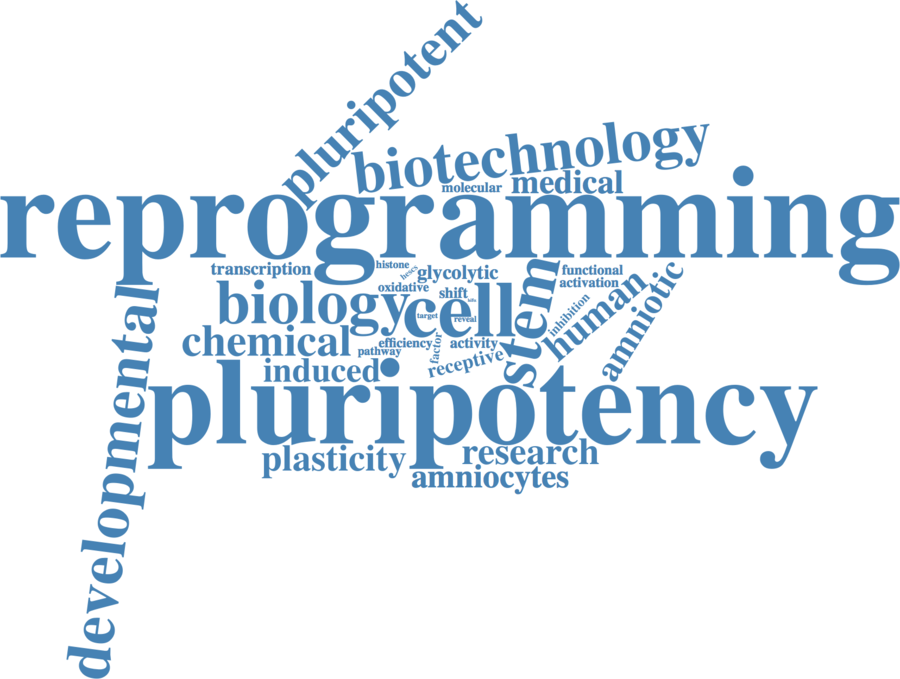 pluripotent
biotechnology
molecular
medical
reprogramming
transcription
histone
hescs
glycolytic
functional
oxidative
activation
stem
human
amniotic
biology
cell
shift
target
reveal
inhibition
chemical
efficiency
factor
activity
pathway
receptive
induced
developmental
pluripotency
plasticity
research
amniocytes